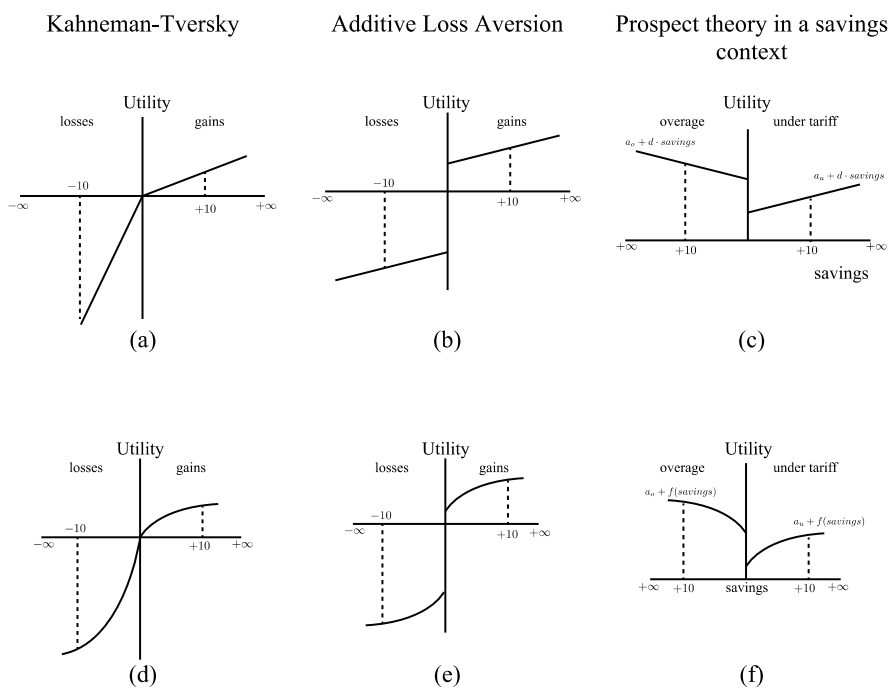 Kahneman-Tversky
Additive Loss Aversion
Prospect theory in a savings
context
Utility
losses
gains
−10
+10
−∞
+∞
(a)
Utility
losses
gains
−10
+10
−∞
+∞
(b)
Utility
overage
under tariff
a_o + d · savings
a_u + d · savings
+∞
+10
+10
+∞
savings
(c)
Utility
losses
gains
−10
−∞
+10
+∞
(d)
Utility
losses
gains
−10
−∞
+10
+∞
(e)
Utility
overage
under tariff
a_o + f(savings)
a_u + f(savings)
+∞
+10
savings
+10
+∞
(f)